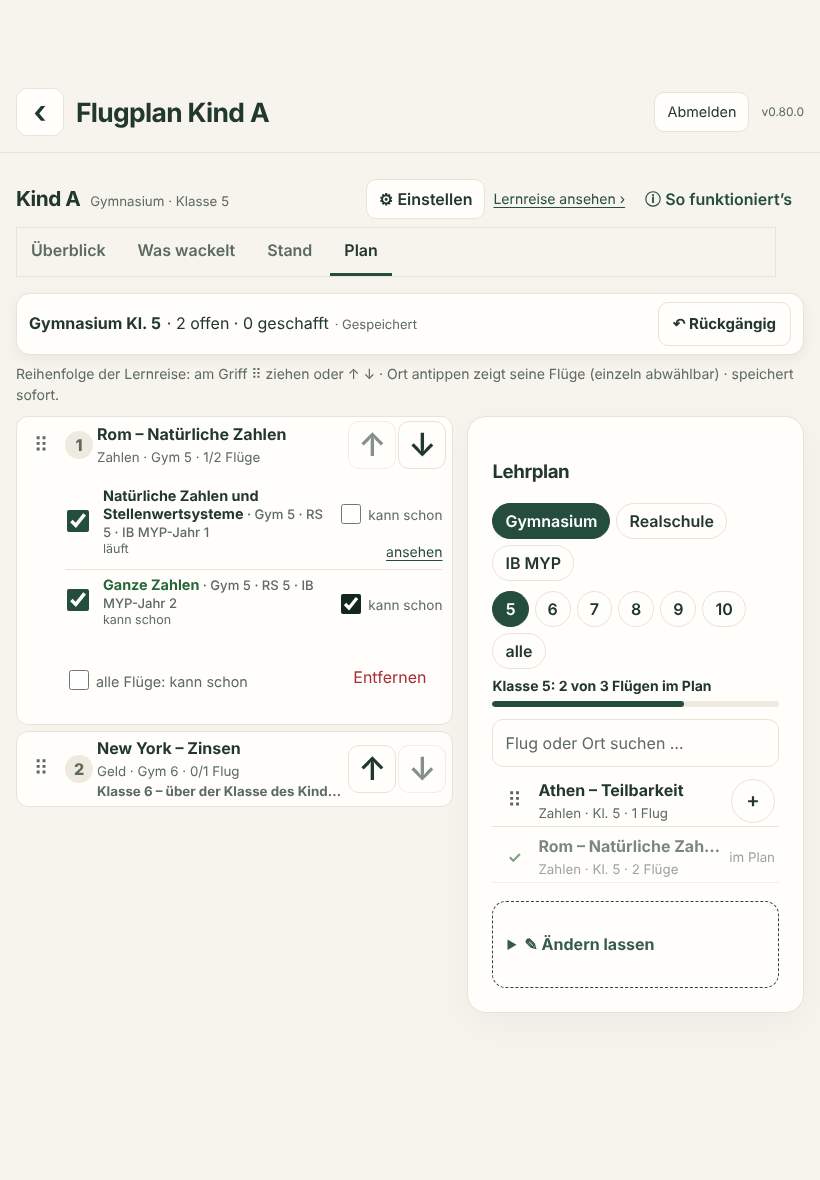 ‹ Flugplan Kind A
Abmelden v0.80.0
Kind A Gymnasium · Klasse 5
⚙ Einstellen Lernreise ansehen › ⓘ So funktioniert’s
Überblick Was wackelt Stand Plan
Gymnasium Kl. 5 · 2 offen · 0 geschafft · Gespeichert ↶ Rückgängig
Reihenfolge der Lernreise: am Griff ⠿ ziehen oder ↑ ↓ · Ort antippen zeigt seine Flüge (einzeln abwählbar) · speichert
sofort.
⠿ 1 Rom – Natürliche Zahlen ↑ ↓
Zahlen · Gym 5 · 1/2 Flüge
Natürliche Zahlen und
Stellenwertsysteme · Gym 5 · RS
5 · IB MYP-Jahr 1
läuft
kann schon
ansehen
Ganze Zahlen · Gym 5 · RS 5 · IB
MYP-Jahr 2
kann schon
kann schon
alle Flüge: kann schon Entfernen
⠿ 2 New York – Zinsen ↑ ↓
Geld · Gym 6 · 0/1 Flug
Klasse 6 – über der Klasse des Kind…
Lehrplan
Gymnasium Realschule
IB MYP
5 6 7 8 9 10
alle
Klasse 5: 2 von 3 Flügen im Plan
Flug oder Ort suchen …
⠿ Athen – Teilbarkeit +
Zahlen · Kl. 5 · 1 Flug
✓ Rom – Natürliche Zah… im Plan
Zahlen · Kl. 5 · 2 Flüge
▶ ✎ Ändern lassen